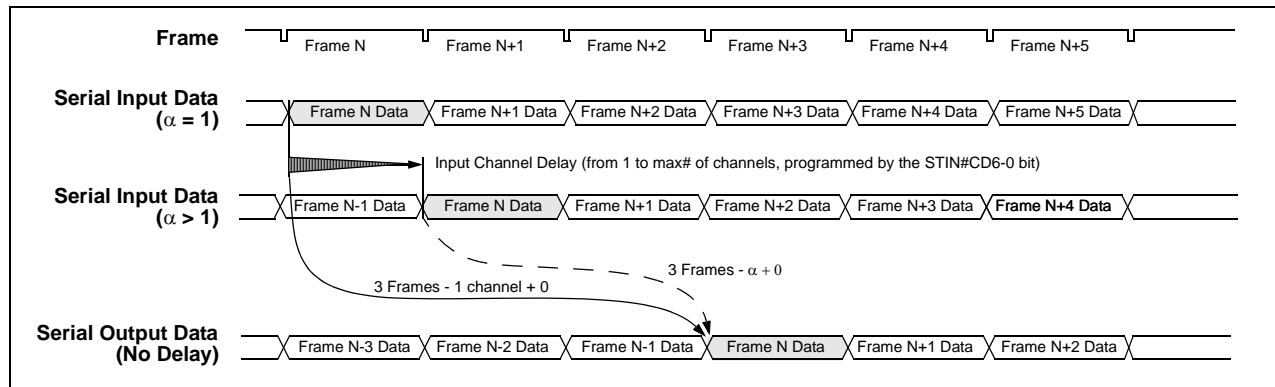 Frame
Frame N Frame N+1 Frame N+2 Frame N+3 Frame N+4 Frame N+5
Serial Input Data
(α = 1)
Frame N Data Frame N+1 Data Frame N+2 Data Frame N+3 Data Frame N+4 Data Frame N+5 Data
Input Channel Delay (from 1 to max# of channels, programmed by the STIN#CD6-0 bit)
Serial Input Data
(α > 1)
Frame N-1 Data Frame N Data Frame N+1 Data Frame N+2 Data Frame N+3 Data Frame N+4 Data
3 Frames - α + 0
3 Frames - 1 channel + 0
Serial Output Data
(No Delay)
Frame N-3 Data Frame N-2 Data Frame N-1 Data Frame N Data Frame N+1 Data Frame N+2 Data